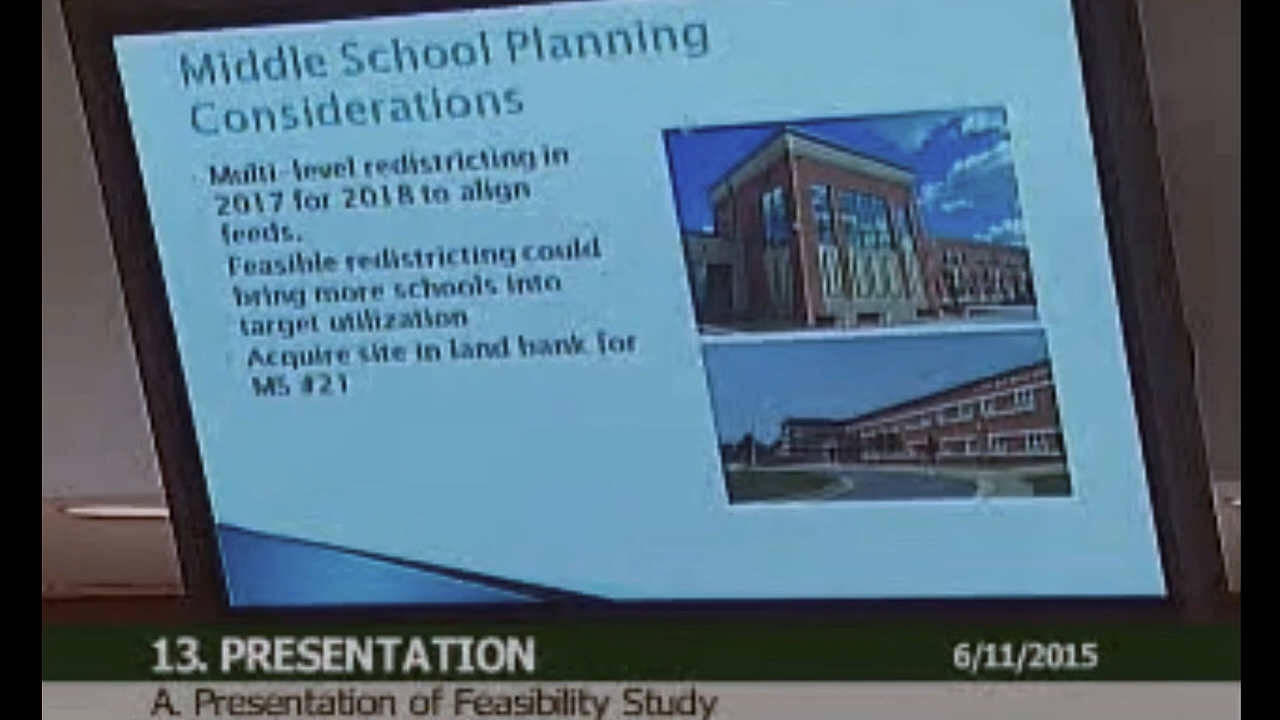 Middle School Planning
Considerations
Multi-level redistricting in
2017 for 2018 to align
feeds.
Feasible redistricting could
bring more schools into
target utilization
Acquire site in land bank for
MS #21
13. PRESENTATION
6/11/2015
A. Presentation of Feasibility Study